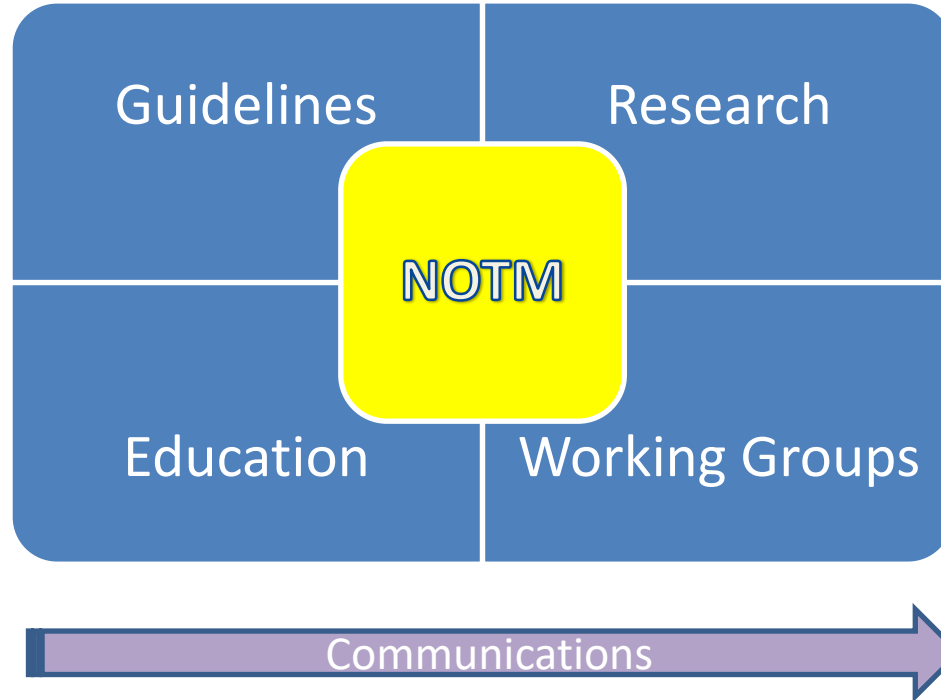 Guidelines
Research
NOTM
Education
Working Groups
Communications